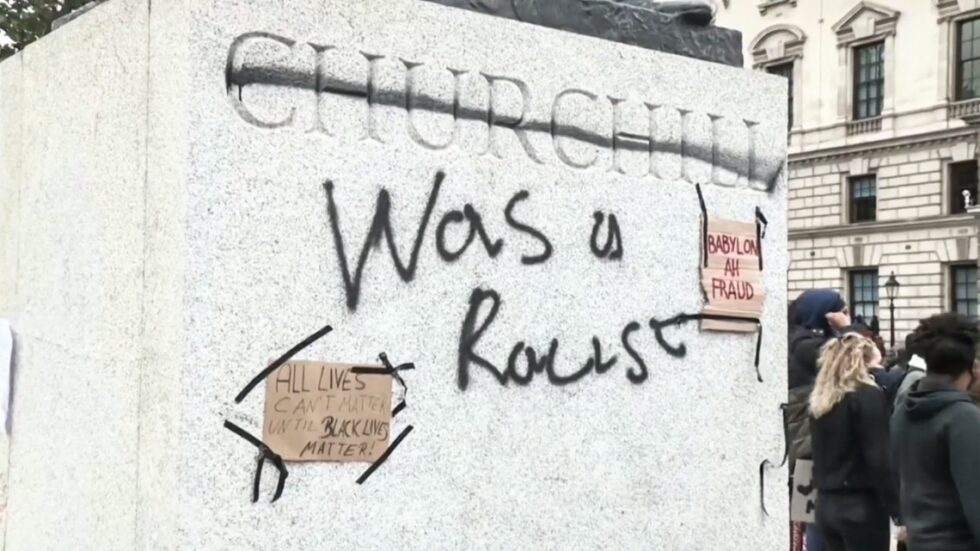 CHURCHILL
Was a
Racist
BABYLON
AH
FRAUD
ALL LIVES
CAN'T MATTER
UNTIL BLACK LIVES
MATTER!